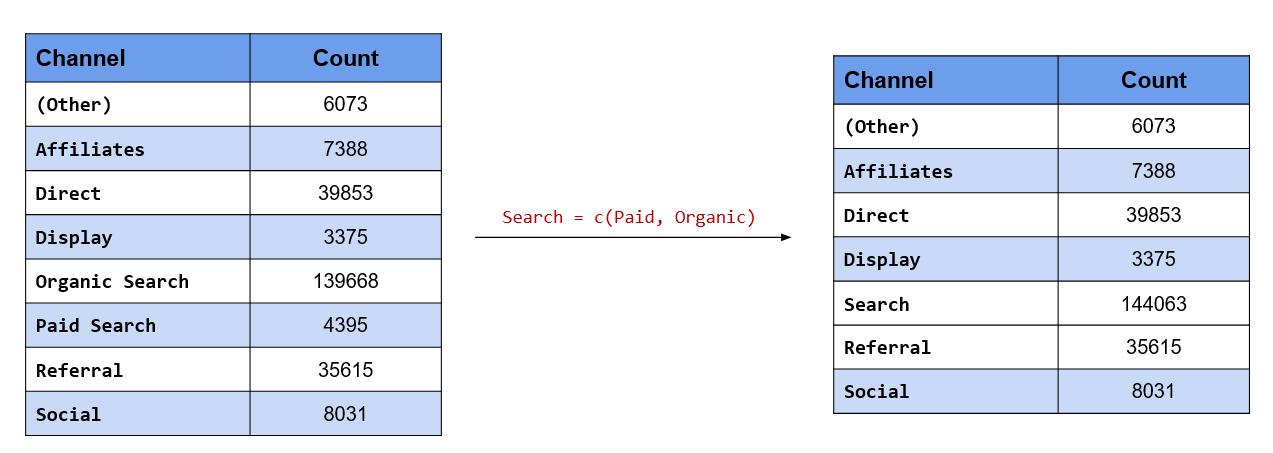 Channel Count
(Other) 6073
Affiliates 7388
Direct 39853
Display 3375
Organic Search 139668
Paid Search 4395
Referral 35615
Social 8031
Search = c(Paid, Organic)
Channel Count
(Other) 6073
Affiliates 7388
Direct 39853
Display 3375
Search 144063
Referral 35615
Social 8031